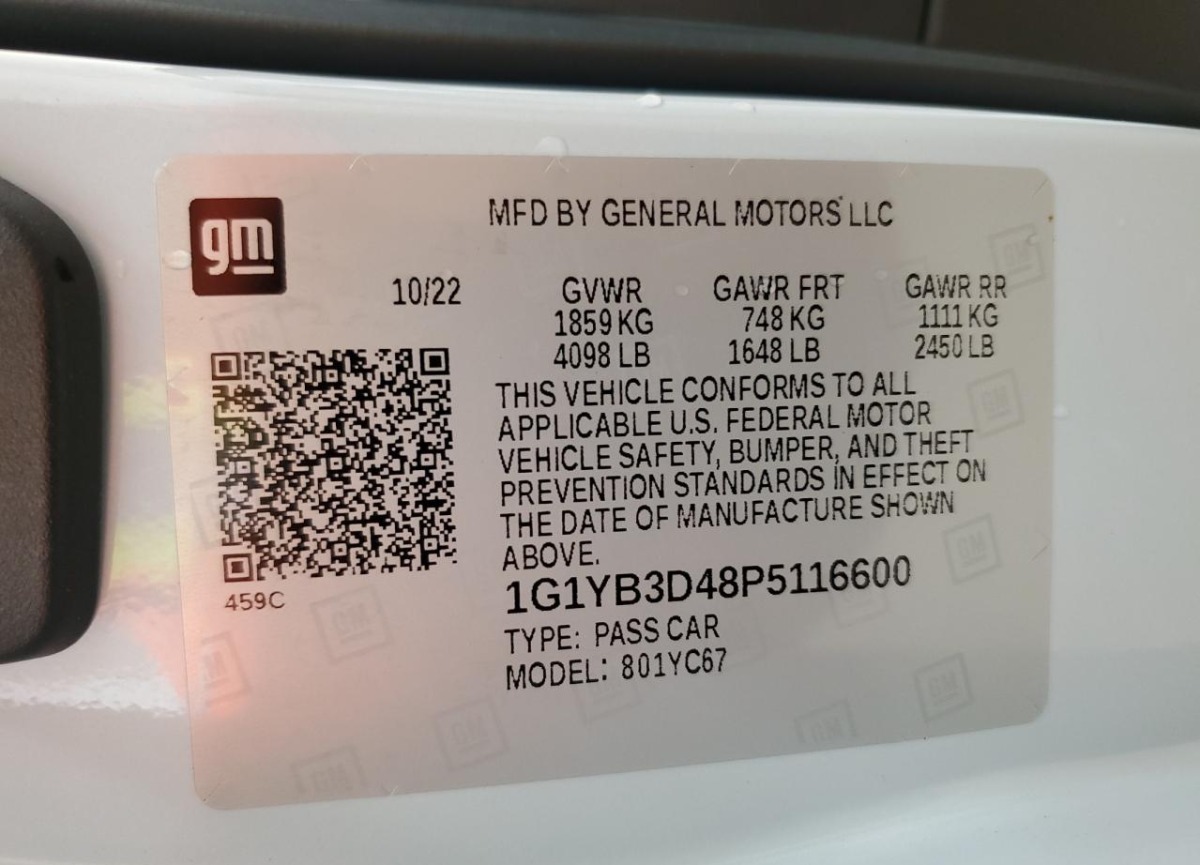 gm
MFD BY GENERAL MOTORS LLC
10/22 GVWR GAWR FRT GAWR RR
1859 KG 748 KG 1111 KG
4098 LB 1648 LB 2450 LB
THIS VEHICLE CONFORMS TO ALL
APPLICABLE U.S. FEDERAL MOTOR
VEHICLE SAFETY, BUMPER, AND THEFT
PREVENTION STANDARDS IN EFFECT ON
THE DATE OF MANUFACTURE SHOWN
ABOVE.
459C
1G1YB3D48P5116600
TYPE: PASS CAR
MODEL: 801YC67